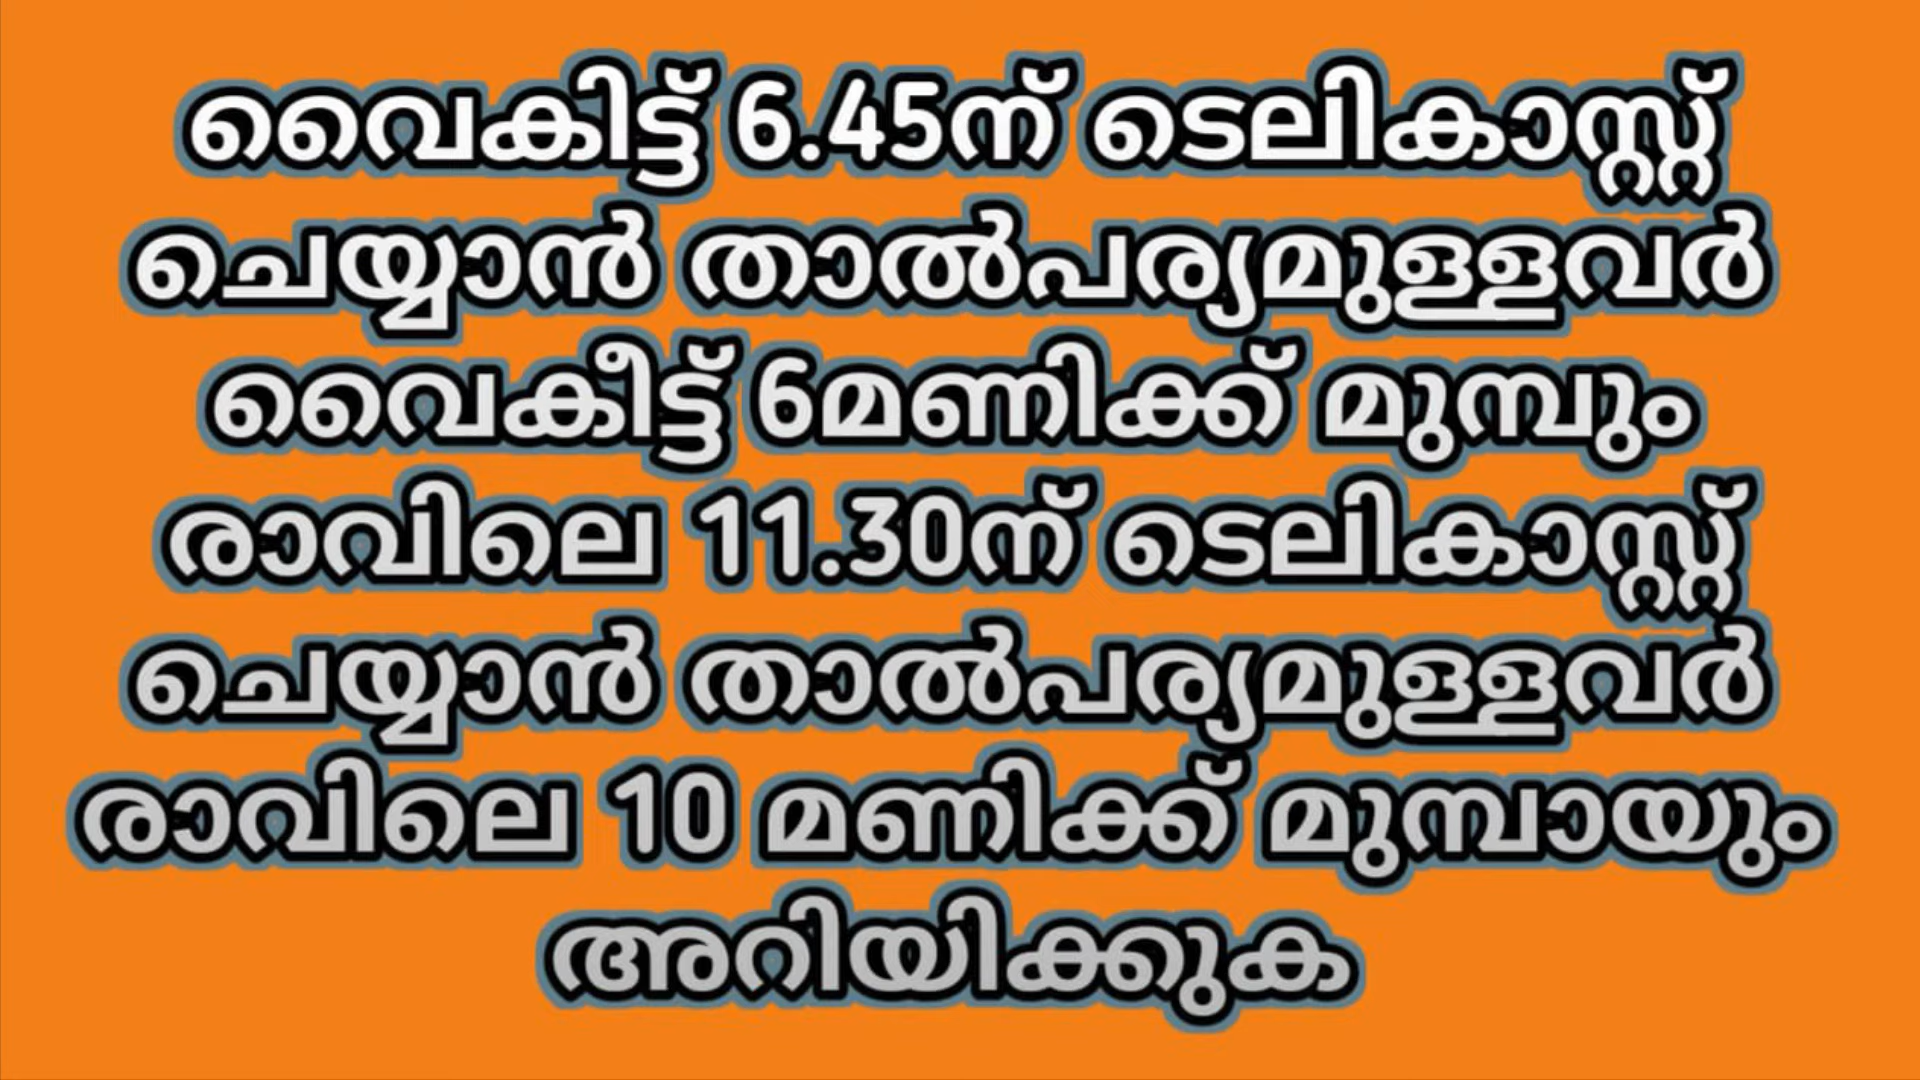 വൈകിട്ട് 6.45ന് ടെലികാസ്റ്റ്
ചെയ്യാൻ താൽപര്യമുള്ളവർ
വൈകീട്ട് 6മണിക്ക് മുമ്പും
രാവിലെ 11.30ന് ടെലികാസ്റ്റ്
ചെയ്യാൻ താൽപര്യമുള്ളവർ
രാവിലെ 10 മണിക്ക് മുമ്പായും
അറിയിക്കുക